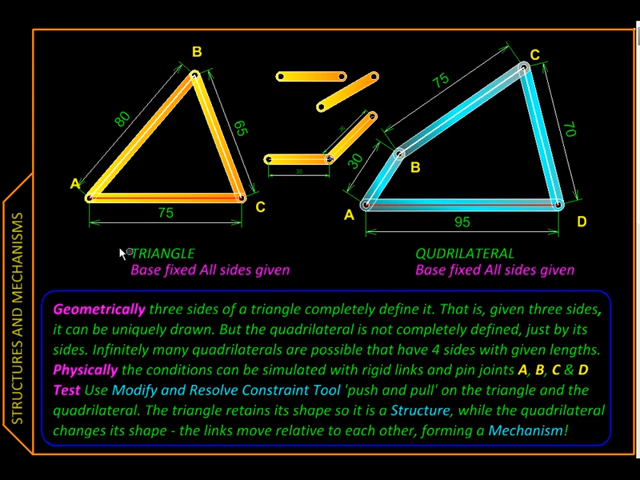 B
80
65
A
75
C
30
C
75
70
30
B
A
95
D
STRUCTURES AND MECHANISMS
TRIANGLE
Base fixed All sides given
QUDRILATERAL
Base fixed All sides given
Geometrically three sides of a triangle completely define it. That is, given three sides,
it can be uniquely drawn. But the quadrilateral is not completely defined, just by its
sides. Infinitely many quadrilaterals are possible that have 4 sides with given lengths.
Physically the conditions can be simulated with rigid links and pin joints A, B, C & D
Test Use Modify and Resolve Constraint Tool 'push and pull' on the triangle and the
quadrilateral. The triangle retains its shape so it is a Structure, while the quadrilateral
changes its shape - the links move relative to each other, forming a Mechanism!